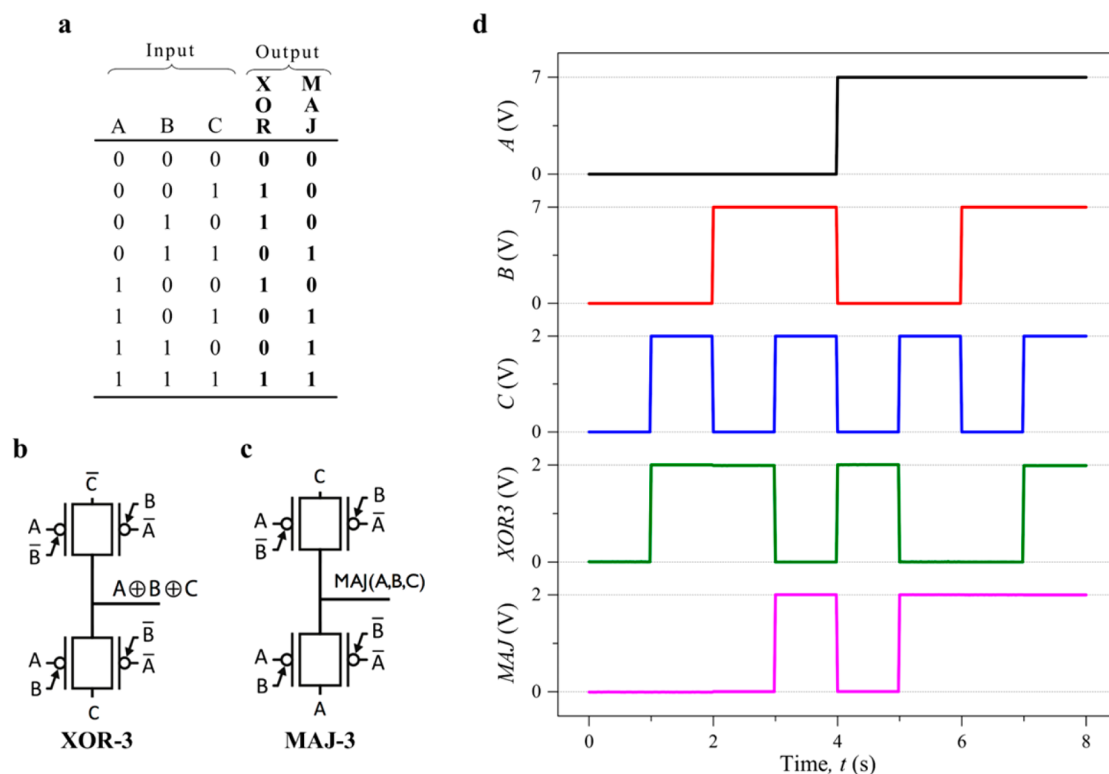 a
Input Output
A B C XOR MAJ
0 0 0 0 0
0 0 1 1 0
0 1 0 1 0
0 1 1 0 1
1 0 0 1 0
1 0 1 0 1
1 1 0 0 1
1 1 1 1 1
b
C̅
A
B̅
B
A̅
A⊕B⊕C
A
B
B̅
A̅
C
XOR-3
c
C
A
B̅
B
A̅
MAJ(A,B,C)
A
B
B̅
A̅
A
MAJ-3
d
A (V)
7
0
B (V)
7
0
C (V)
2
0
XOR3 (V)
2
0
MAJ (V)
2
0
0 2 4 6 8
Time, t (s)